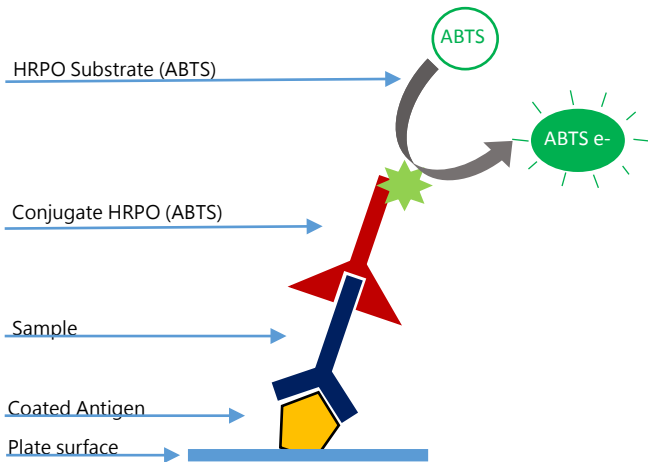 ABTS
HRPO Substrate (ABTS)
ABTS e-
Conjugate HRPO (ABTS)
Sample
Coated Antigen
Plate surface